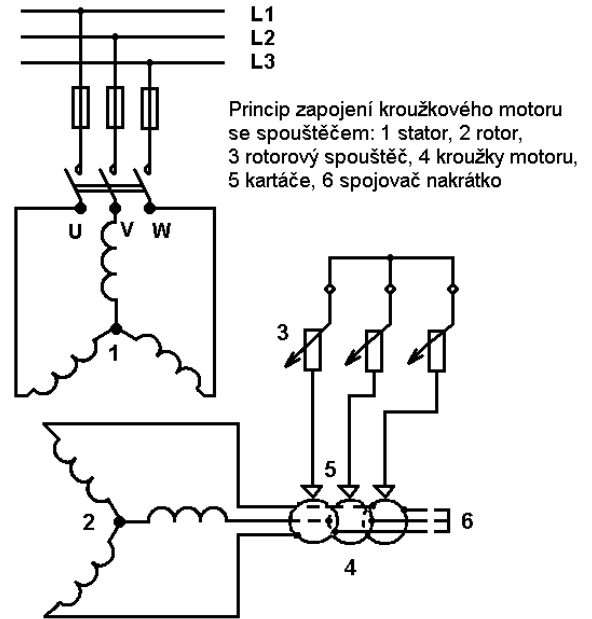 L1
L2
L3
Princip zapojení kroužkového motoru
se spouštěčem: 1 stator, 2 rotor,
3 rotorový spouštěč, 4 kroužky motoru,
5 kartáče, 6 spojovač nakrátko
U V W
1
3
5
2
6
4